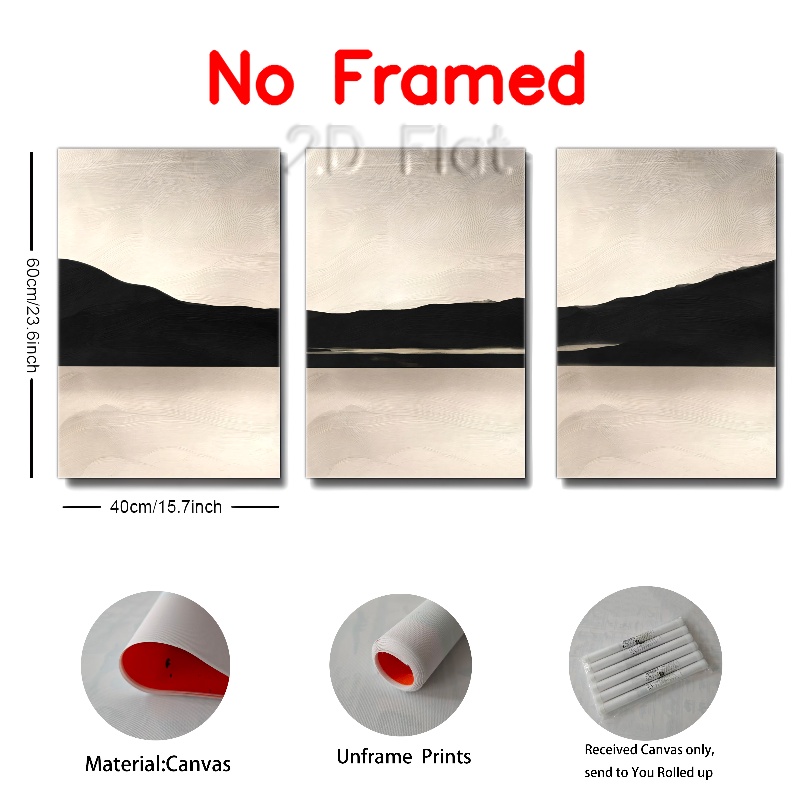 No Framed
2D Flat
60cm/23.6inch
40cm/15.7inch
Material:Canvas
Unframe Prints
Received Canvas only,
send to You Rolled up